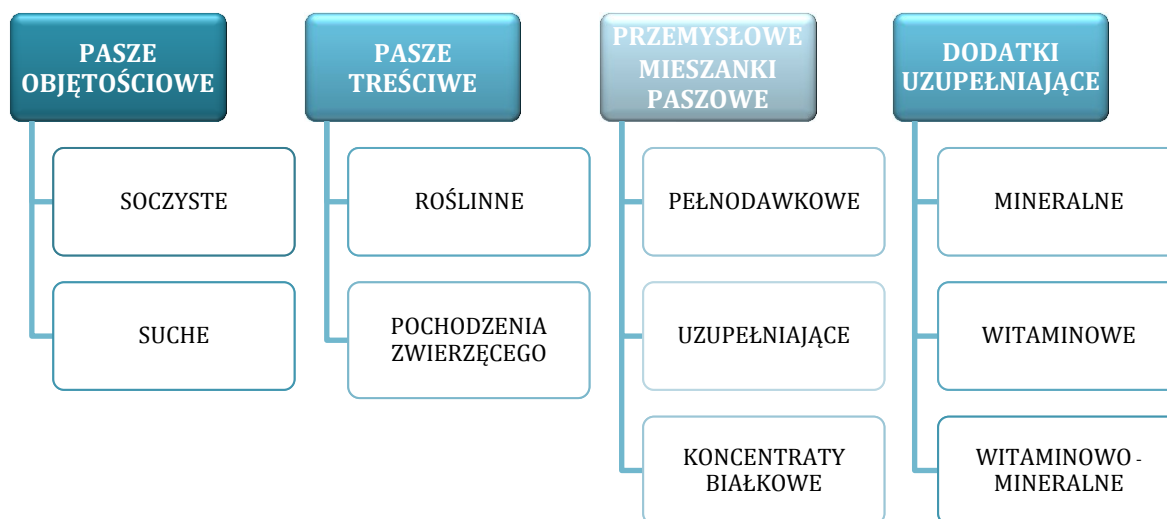 PASZE
OBJĘTOŚCIOWE
SOCZYSTE
SUCHE
PASZE
TREŚCIWE
ROŚLINNE
POCHODZENIA
ZWIERZĘCEGO
PRZEMYSŁOWE
MIESZANKI
PASZOWE
PEŁNODAWKOWE
UZUPEŁNIAJĄCE
KONCENTRATY
BIAŁKOWE
DODATKI
UZUPEŁNIAJĄCE
MINERALNE
WITAMINOWE
WITAMINOWO -
MINERALNE